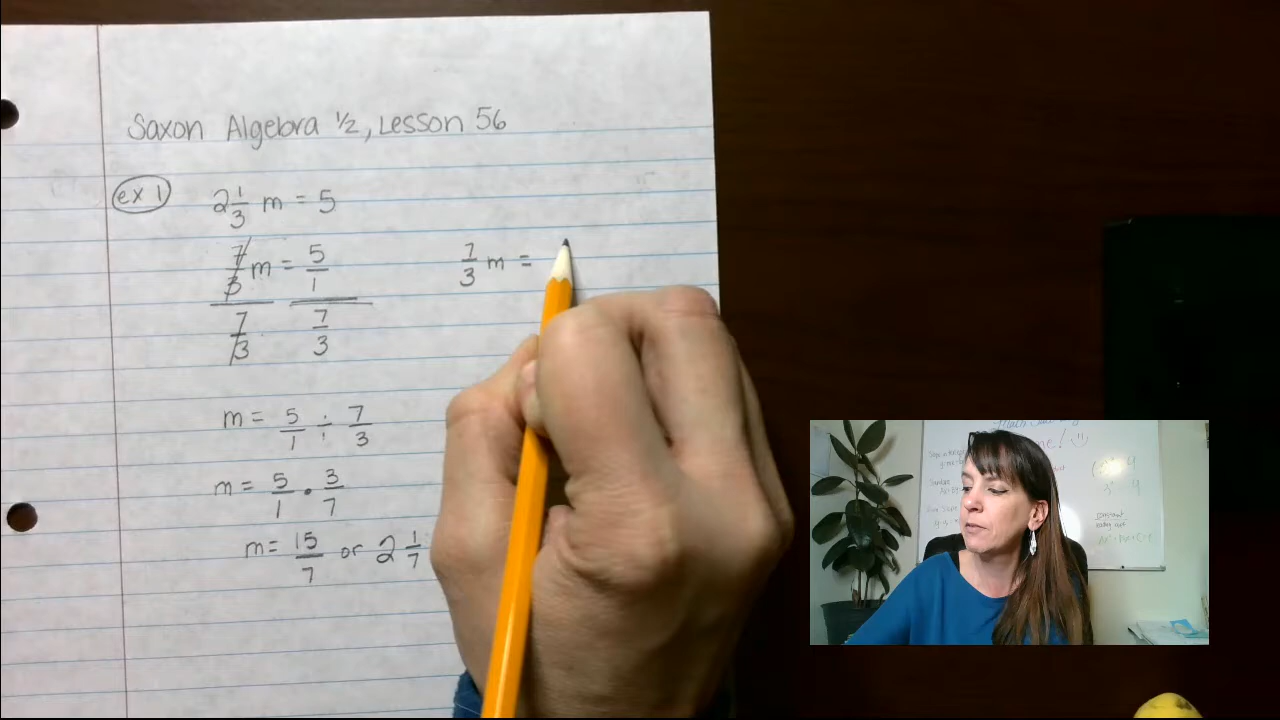 Saxon Algebra 1/2, Lesson 56
ex 1 2 1/3 m = 5
7/3 m = 5/1
7/3 7/3
m = 5/1 ÷ 7/3
m = 5/1 • 3/7
m = 15/7 or 2 1/7
7/3 m =